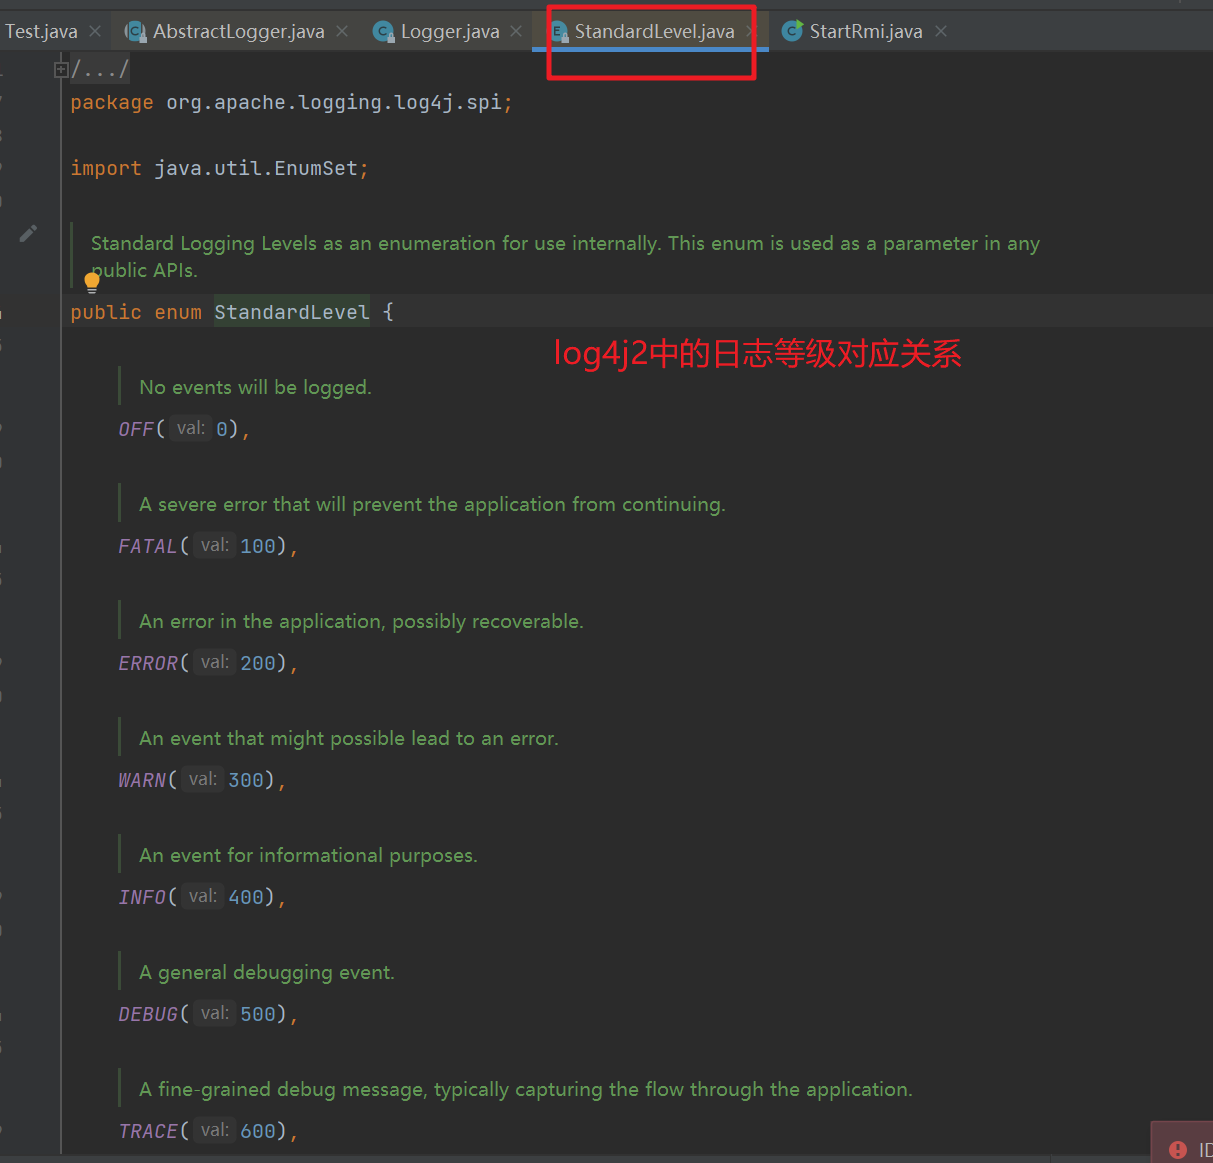 Test.java AbstractLogger.java Logger.java StandardLevel.java StartRmi.java
/.../
package org.apache.logging.log4j.spi;
import java.util.EnumSet;
Standard Logging Levels as an enumeration for use internally. This enum is used as a parameter in any
public APIs.
public enum StandardLevel {
log4j2中的日志等级对应关系
No events will be logged.
OFF( val: 0),
A severe error that will prevent the application from continuing.
FATAL( val: 100),
An error in the application, possibly recoverable.
ERROR( val: 200),
An event that might possible lead to an error.
WARN( val: 300),
An event for informational purposes.
INFO( val: 400),
A general debugging event.
DEBUG( val: 500),
A fine-grained debug message, typically capturing the flow through the application.
TRACE( val: 600),